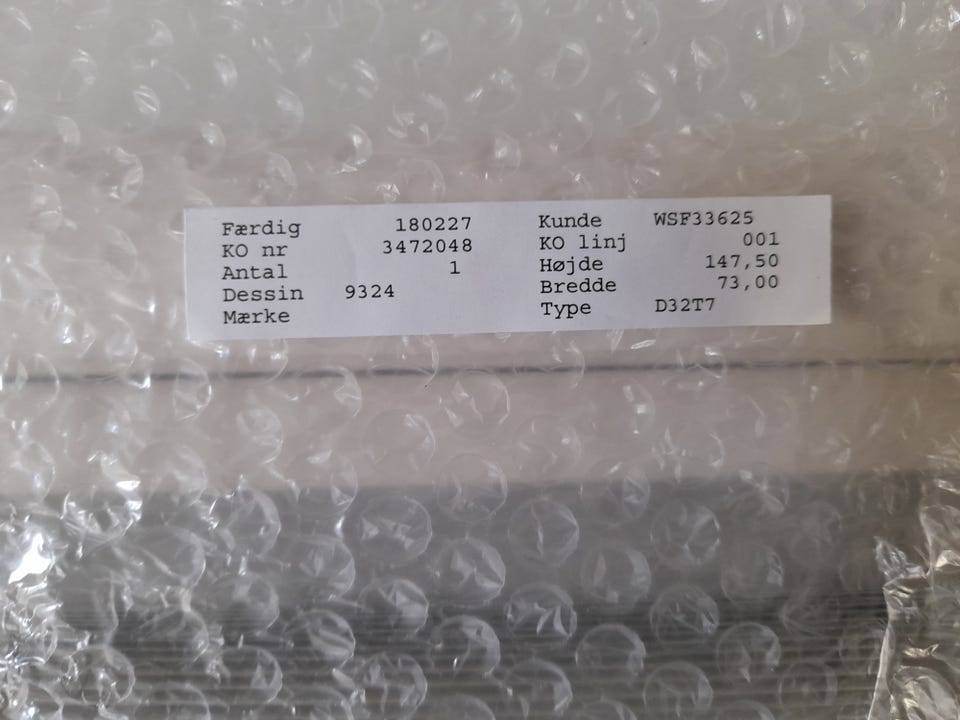 Færdig 180227 Kunde WSF33625
KO nr 3472048 KO linj 001
Antal 1 Højde 147,50
Dessin 9324 Bredde 73,00
Mærke Type D32T7